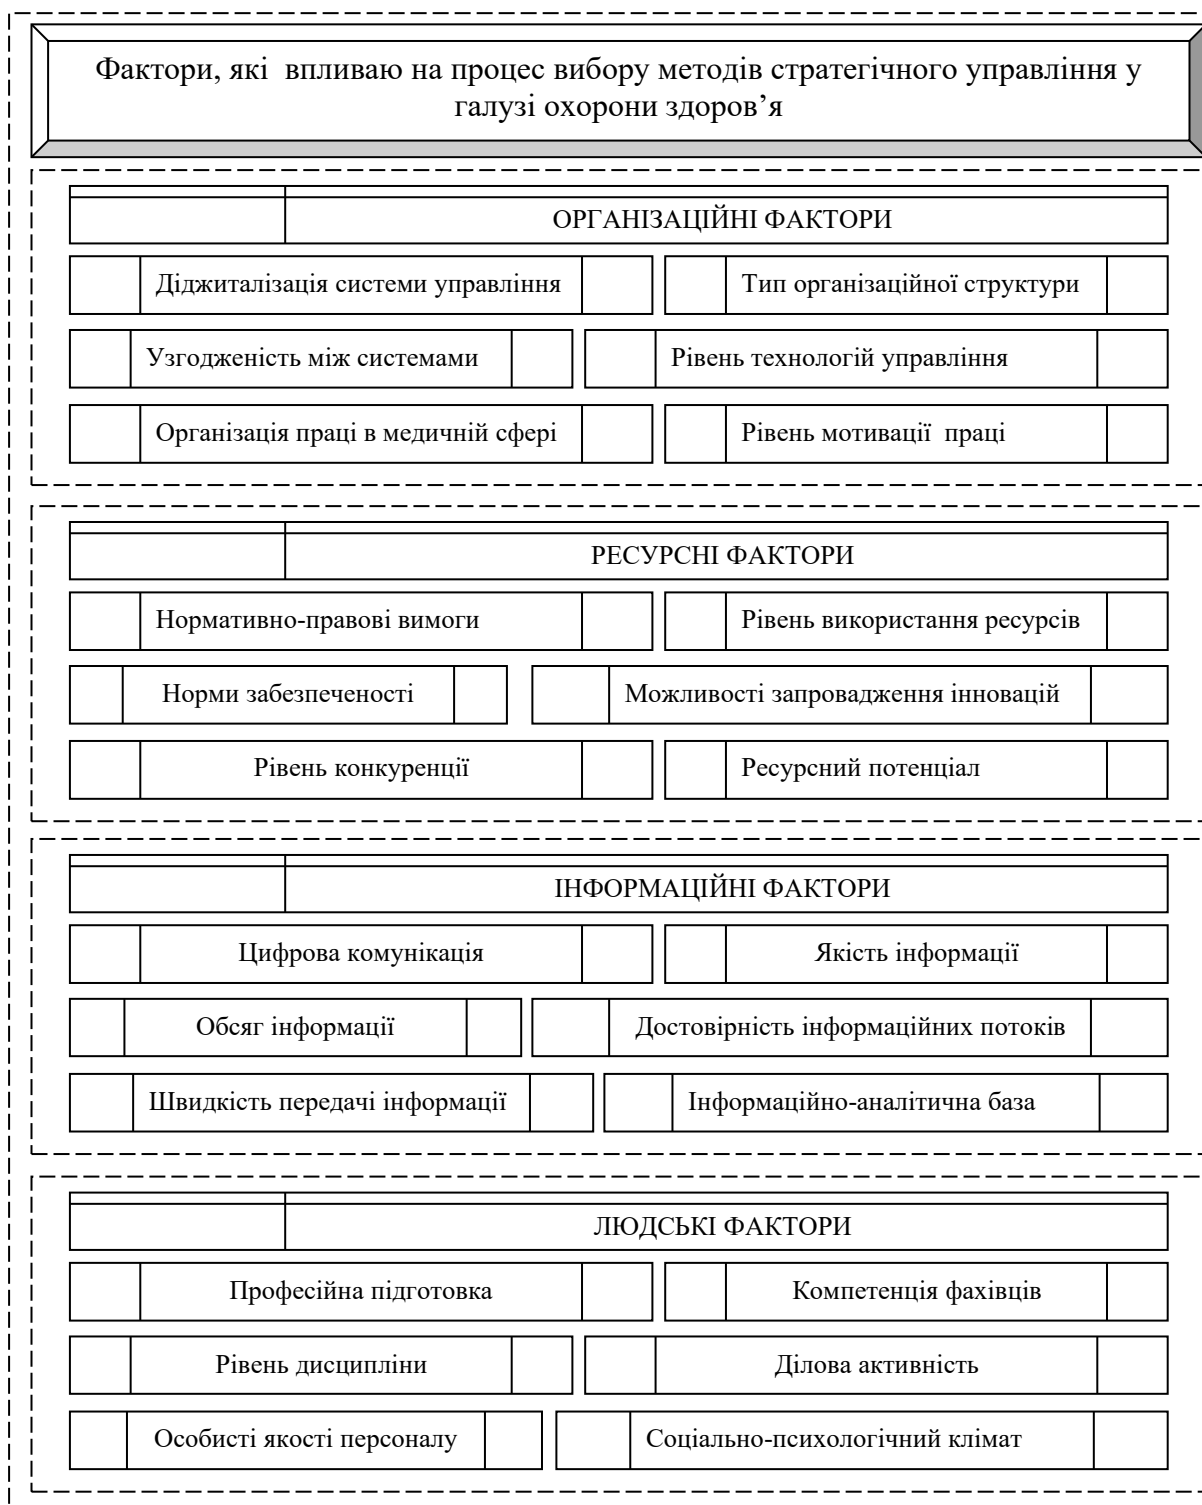 Фактори, які впливаю на процес вибору методів стратегічного управління у
галузі охорони здоров’я
ОРГАНІЗАЦІЙНІ ФАКТОРИ
Діджиталізація системи управління
Тип організаційної структури
Узгодженість між системами
Рівень технологій управління
Організація праці в медичній сфері
Рівень мотивації праці
РЕСУРСНІ ФАКТОРИ
Нормативно-правові вимоги
Рівень використання ресурсів
Норми забезпеченості
Можливості запровадження інновацій
Рівень конкуренції
Ресурсний потенціал
ІНФОРМАЦІЙНІ ФАКТОРИ
Цифрова комунікація
Якість інформації
Обсяг інформації
Достовірність інформаційних потоків
Швидкість передачі інформації
Інформаційно-аналітична база
ЛЮДСЬКІ ФАКТОРИ
Професійна підготовка
Компетенція фахівців
Рівень дисципліни
Ділова активність
Особисті якості персоналу
Соціально-психологічний клімат